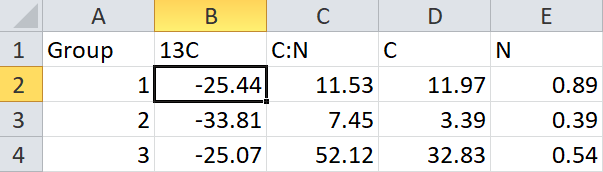 A B C D E
1 Group 13C C:N C N
2 1 -25.44 11.53 11.97 0.89
3 2 -33.81 7.45 3.39 0.39
4 3 -25.07 52.12 32.83 0.54